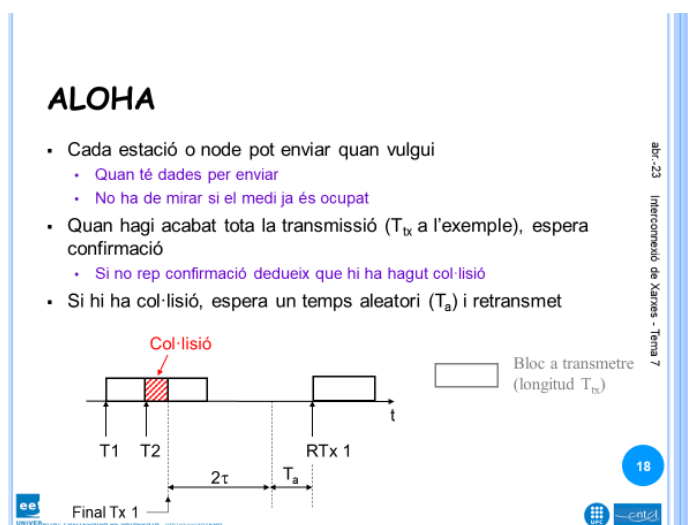 ALOHA
▪ Cada estació o node pot enviar quan vulgui
• Quan té dades per enviar
• No ha de mirar si el medi ja és ocupat
▪ Quan hagi acabat tota la transmissió (Ttx a l'exemple), espera
confirmació
• Si no rep confirmació dedueix que hi ha hagut col·lisió
▪ Si hi ha col·lisió, espera un temps aleatori (Ta) i retransmet
abr.-23 Interconnexió de Xarxes - Tema 7
Col·lisió
Bloc a transmetre
(longitud Ttx)
t
T1 T2 RTx 1
2τ Ta
Final Tx 1
18
eet
UPC
entel